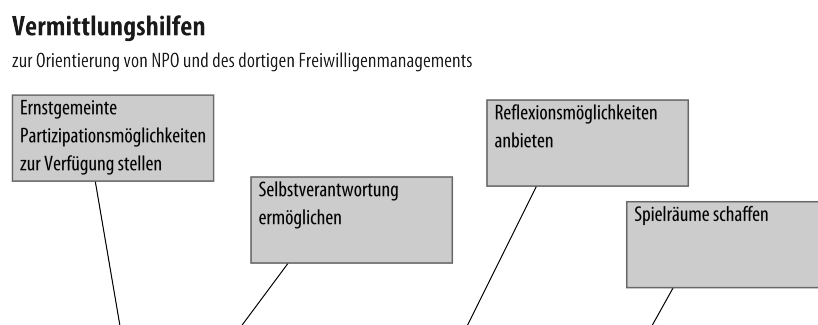 Vermittlungshilfen
zur Orientierung von NPO und des dortigen Freiwilligenmanagements
Ernstgemeinte
Partizipationsmöglichkeiten
zur Verfügung stellen
Selbstverantwortung
ermöglichen
Reflexionsmöglichkeiten
anbieten
Spielräume schaffen